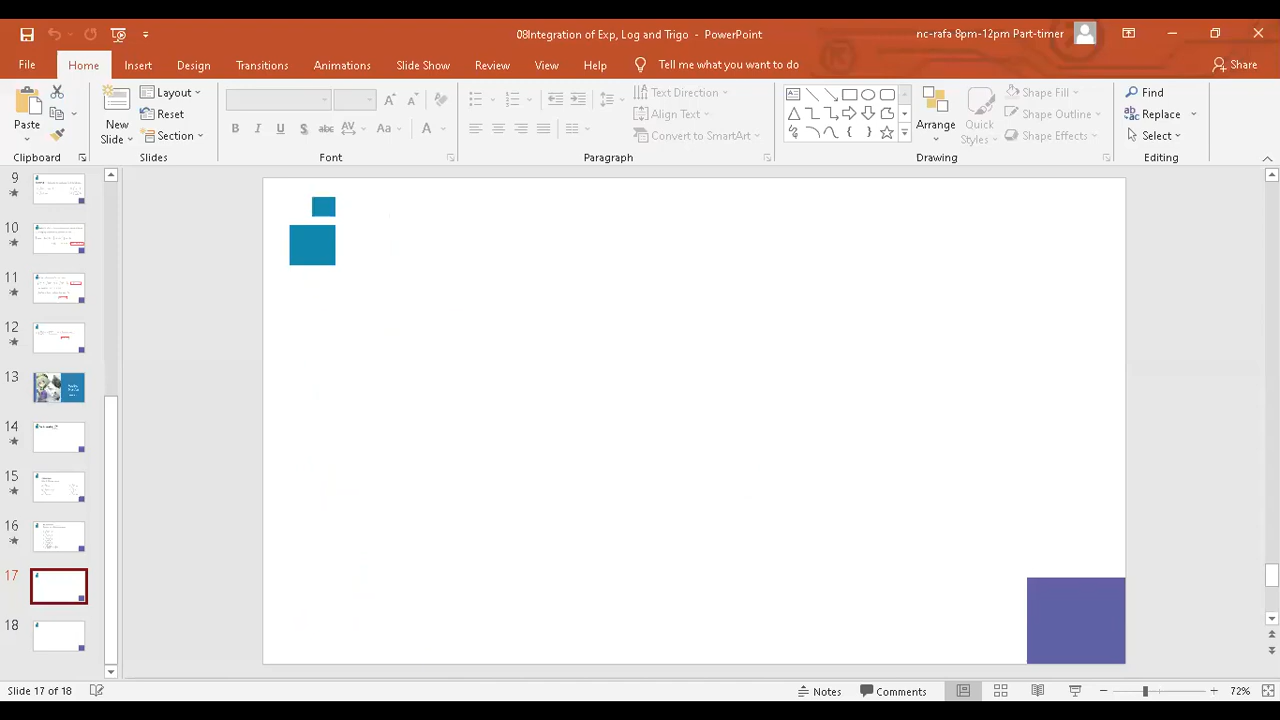 08Integration of Exp, Log and Trigo - PowerPoint
nc-rafa 8pm-12pm Part-timer
File Home Insert Design Transitions Animations Slide Show Review View Help Tell me what you want to do Share
Paste
Clipboard
New Slide
Layout
Reset
Section
Slides
B I U S abc AV Aa A
Font
Text Direction
Align Text
Convert to SmartArt
Paragraph
Arrange
Quick Styles
Shape Fill
Shape Outline
Shape Effects
Drawing
Find
Replace
Select
Editing
9
10
11
12
13
14
15
16
17
18
Slide 17 of 18
Notes Comments 72%